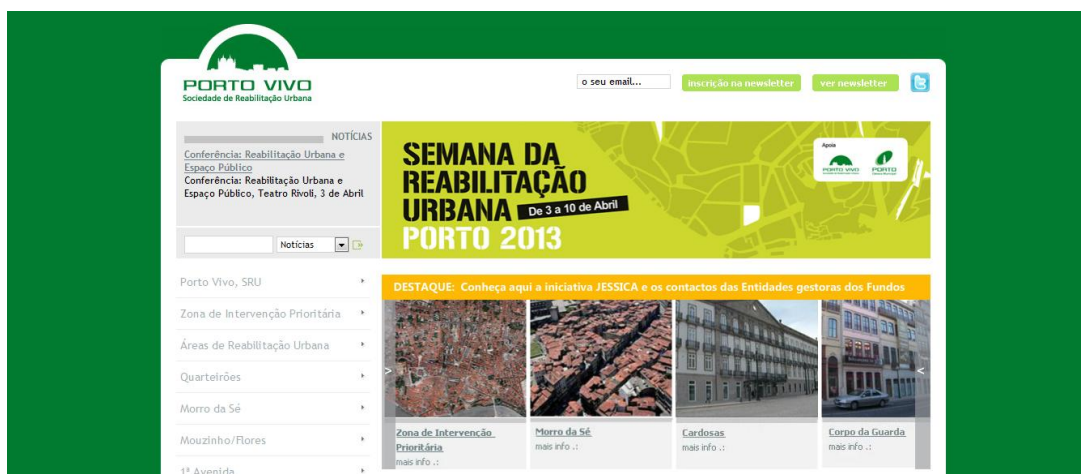 PORTO VIVO
Sociedade de Reabilitação Urbana
o seu email...
inscrição na newsletter
ver newsletter
NOTÍCIAS
Conferência: Reabilitação Urbana e
Espaço Público
Conferência: Reabilitação Urbana e
Espaço Público, Teatro Rivoli, 3 de Abril
Notícias
SEMANA DA
REABILITAÇÃO
URBANA De 3 a 10 de Abril
PORTO 2013
Apoio
PORTO VIVO
PORTO
Porto Vivo, SRU
Zona de Intervenção Prioritária
Áreas de Reabilitação Urbana
Quarteirões
Morro da Sé
Mouzinho/Flores
1ª Avenida
DESTAQUE: Conheça aqui a iniciativa JESSICA e os contactos das Entidades gestoras dos Fundos
>
<
Zona de Intervenção
Prioritária
mais info .:
Morro da Sé
mais info .:
Cardosas
mais info .:
Corpo da Guarda
mais info .: